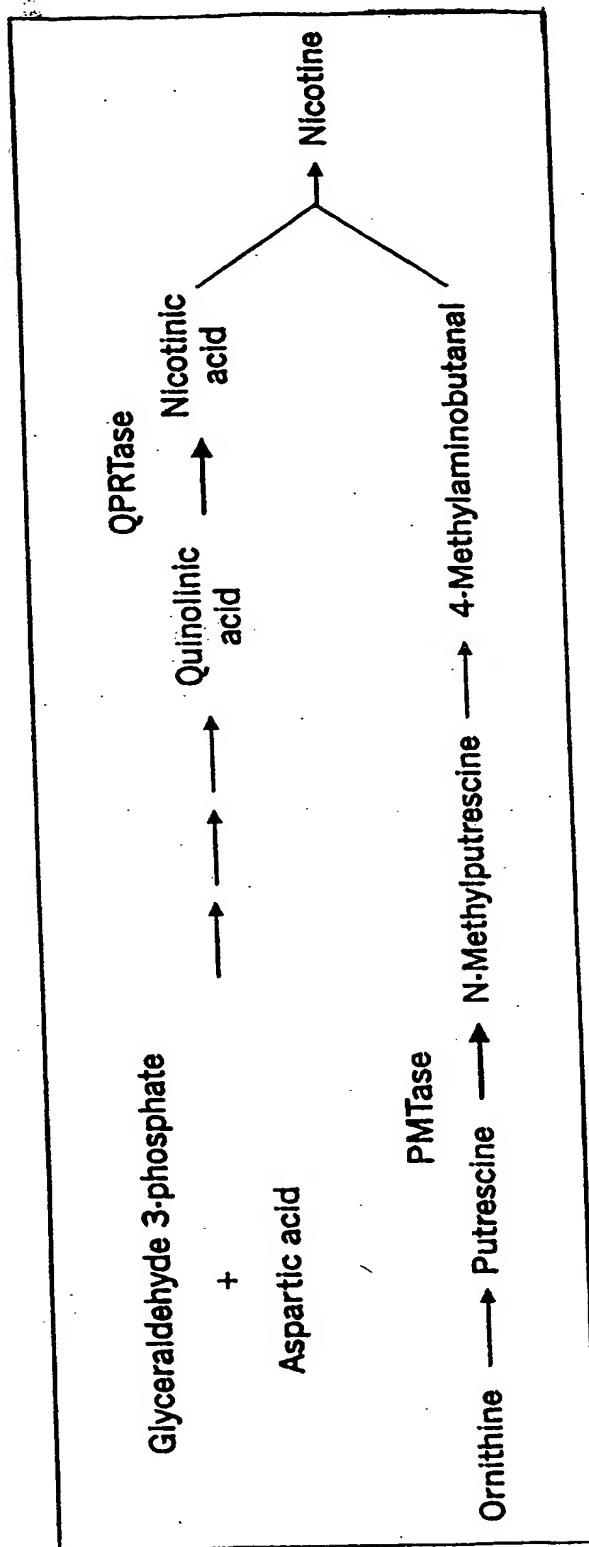 Glyceraldehyde 3-phosphate
+
Aspartic acid
QPRTase
Quinolinic
acid
Nicotinic
acid
Nicotine
PMTase
Ornithine
Putrescine
N-Methylputrescine
4-Methylaminobutanal